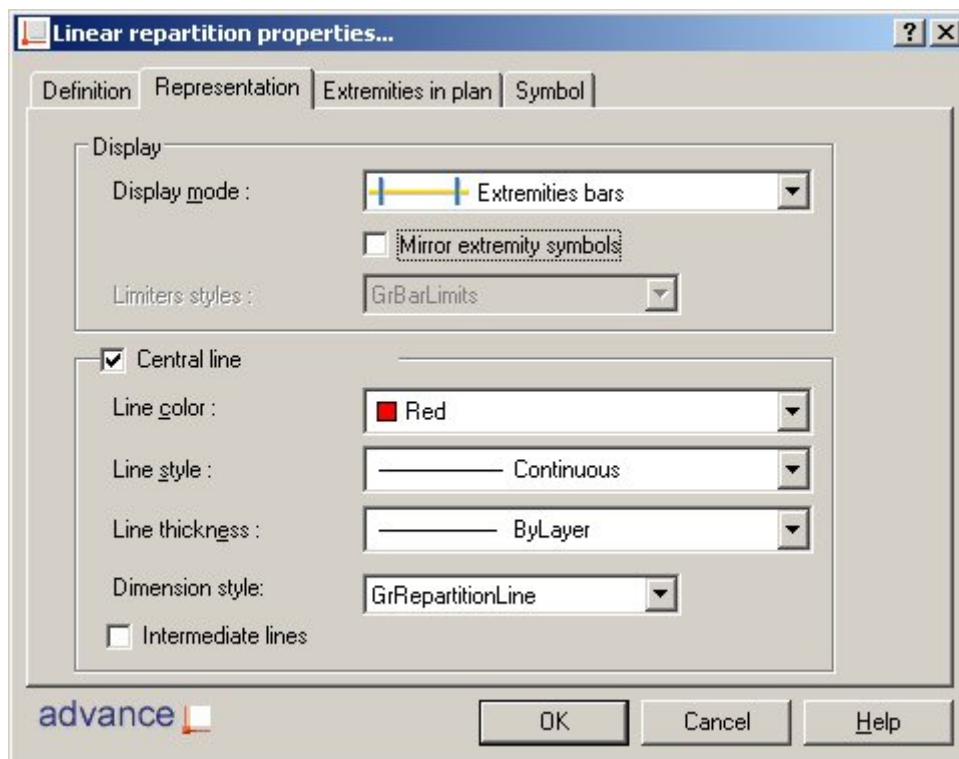 Linear repartition properties...
Definition Representation Extremities in plan Symbol
Display
Display mode : Extremities bars
Mirror extremity symbols
Limiters styles : GrBarLimits
Central line
Line color : Red
Line style : Continuous
Line thickness : ByLayer
Dimension style: GrRepartitionLine
Intermediate lines
advance OK Cancel Help